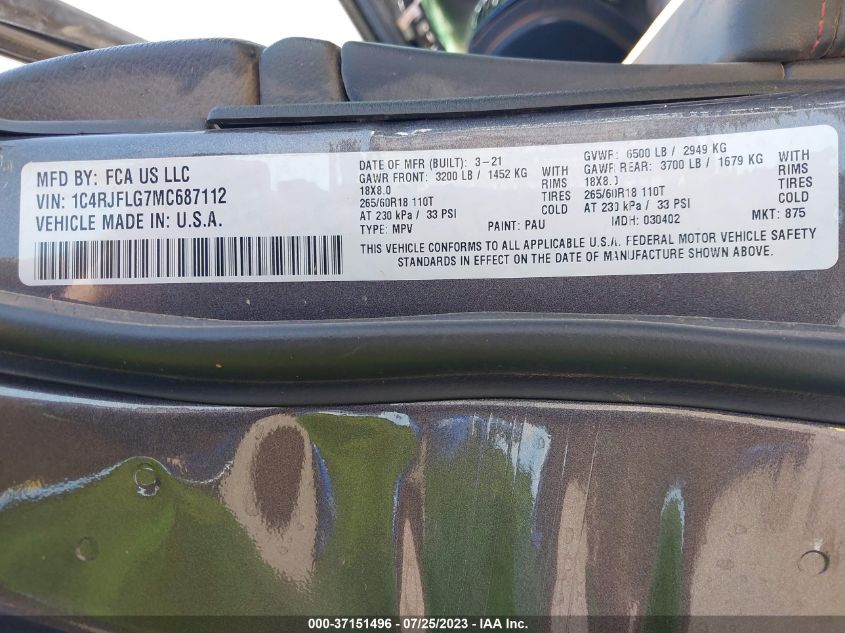 MFD BY: FCA US LLC
VIN: 1C4RJFLG7MC687112
VEHICLE MADE IN: U.S.A.
DATE OF MFR (BUILT): 3-21
GAWR FRONT: 3200 LB / 1452 KG
18X8.0
265/60R18 110T
AT 230 kPa / 33 PSI
TYPE: MPV
PAINT: PAU
WITH
RIMS
TIRES
COLD
GVWR: 6500 LB / 2949 KG
GAWR REAR: 3700 LB / 1679 KG
18X8.0
265/60R18 110T
AT 230 kPa / 33 PSI
MDH: 030402
WITH
RIMS
TIRES
COLD
MKT: 875
THIS VEHICLE CONFORMS TO ALL APPLICABLE U.S.A. FEDERAL MOTOR VEHICLE SAFETY
STANDARDS IN EFFECT ON THE DATE OF MANUFACTURE SHOWN ABOVE.
000-37151496 - 07/25/2023 - IAA Inc.